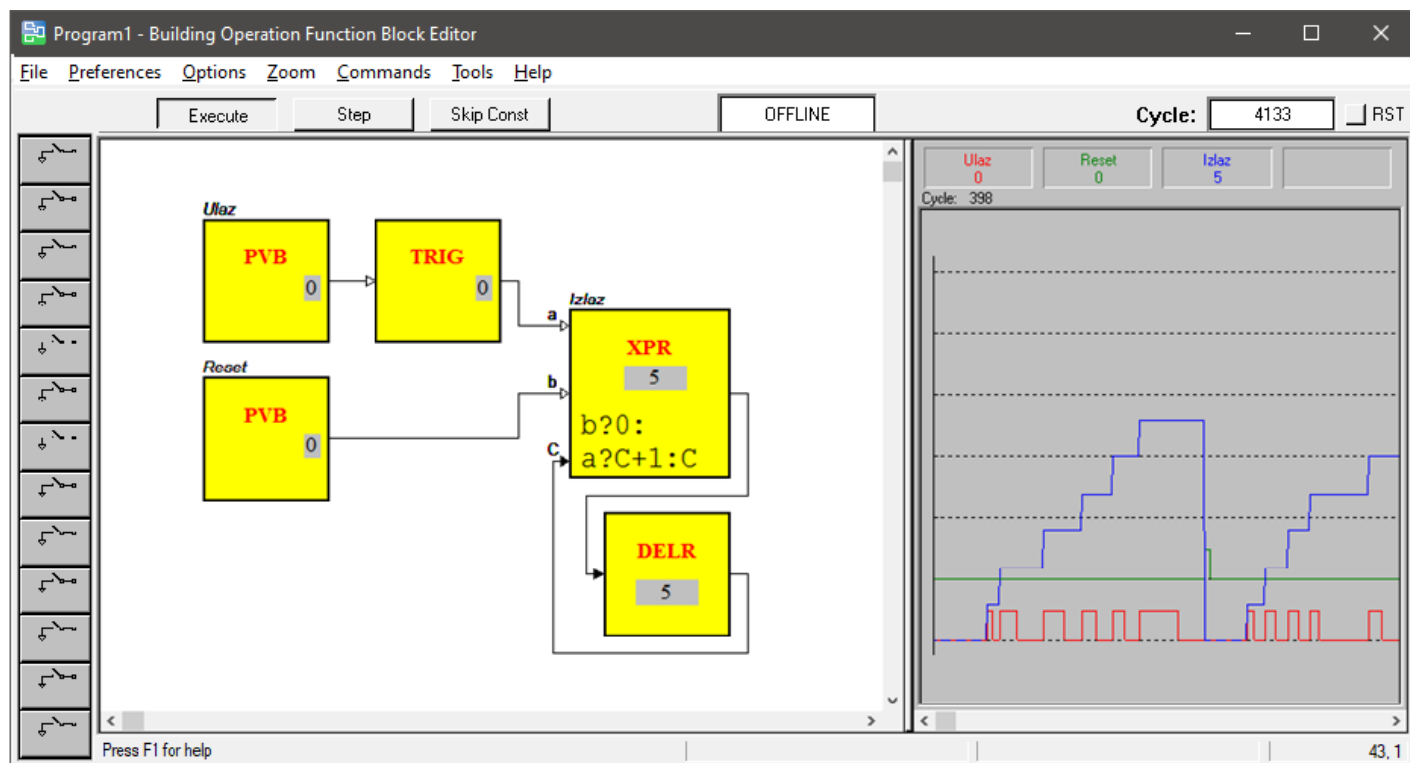 Program1 - Building Operation Function Block Editor
File Preferences Options Zoom Commands Tools Help
Execute Step Skip Const OFFLINE Cycle: 4133 RST
Ulaz Reset Izlaz
0 0 5
Cycle: 398
Ulaz
PVB
0
TRIG
0
Reset
PVB
0
Izlaz
a
b
C
XPR
5
b?0:
a?C+1:C
DELR
5
Press F1 for help 43, 1